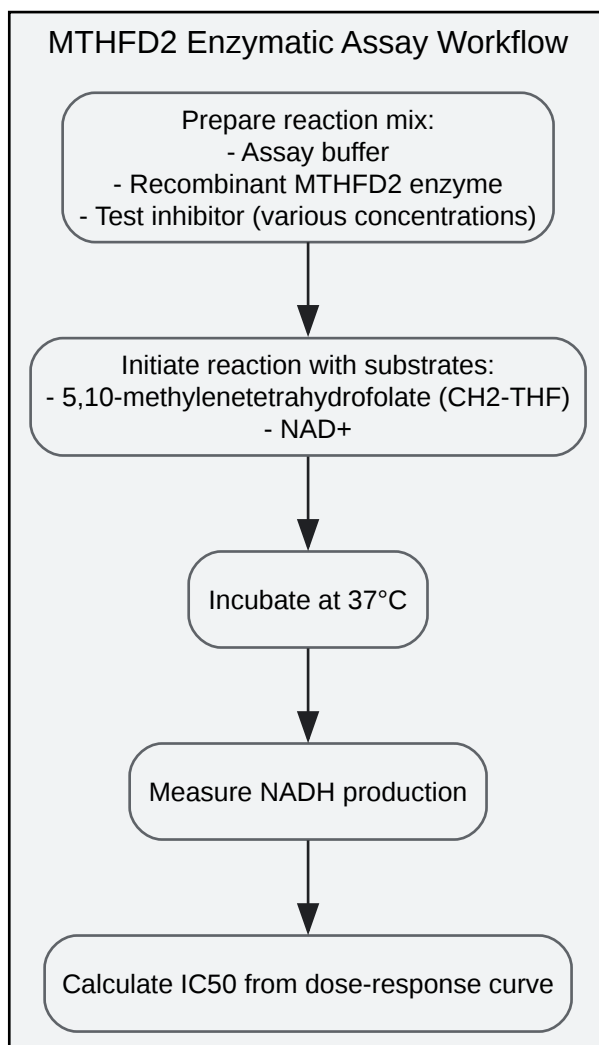 MTHFD2 Enzymatic Assay Workflow
Prepare reaction mix:
- Assay buffer
- Recombinant MTHFD2 enzyme
- Test inhibitor (various concentrations)
Initiate reaction with substrates:
- 5,10-methylenetetrahydrofolate (CH2-THF)
- NAD+
Incubate at 37°C
Measure NADH production
Calculate IC50 from dose-response curve